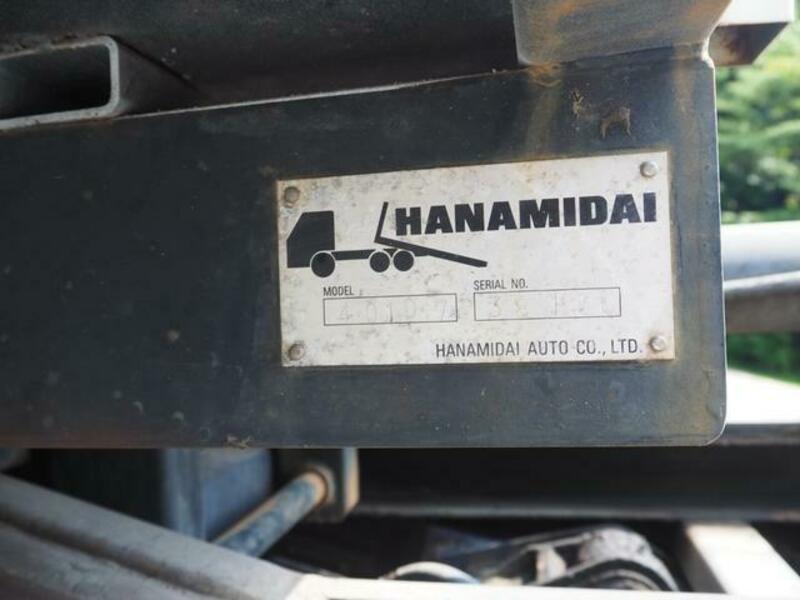 HANAMIDAI
MODEL
SERIAL NO.
HANAMIDAI AUTO CO., LTD.